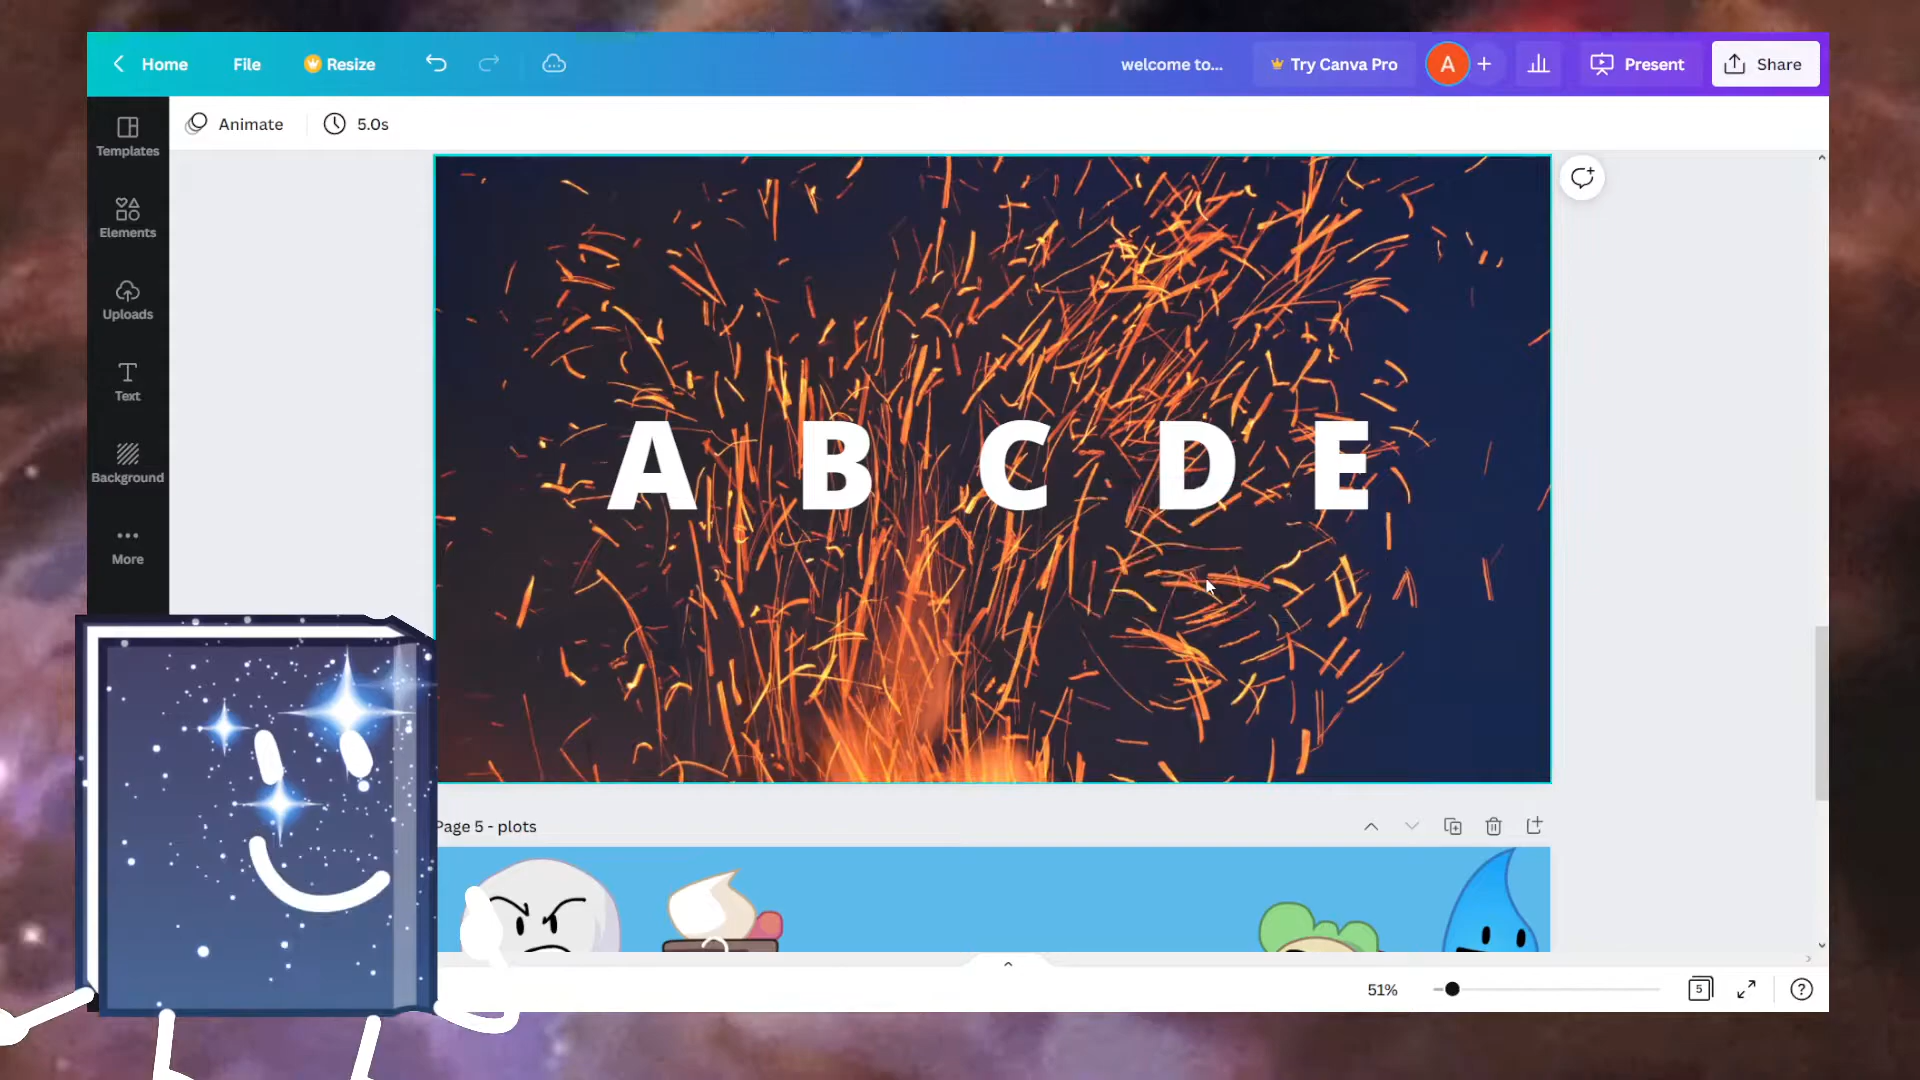 Home File Resize welcome to... Try Canva Pro A + Present Share
Animate 5.0s
Templates
Elements
Uploads
Text
Background
More
A B C D E
Page 5 - plots
51% 5 ?